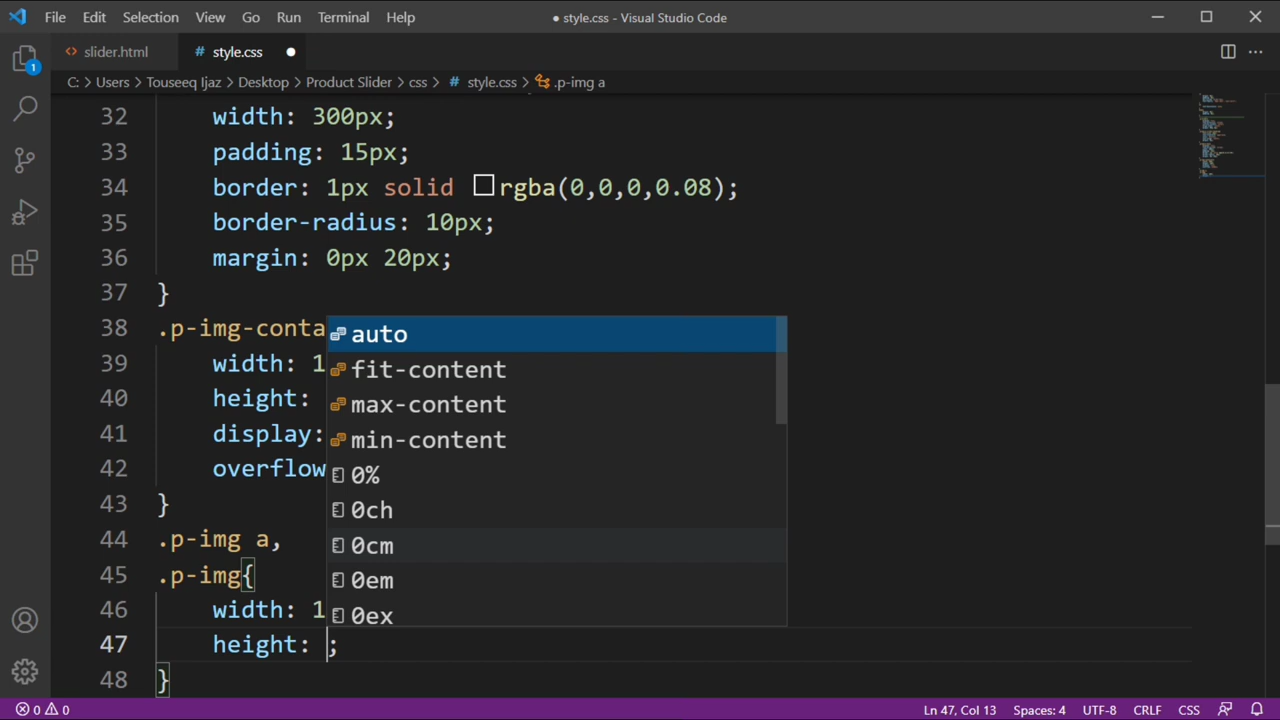 File Edit Selection View Go Run Terminal Help ● style.css - Visual Studio Code
<> slider.html # style.css ●
C: > Users > Touseeq Ijaz > Desktop > Product Slider > css > # style.css > .p-img a
1
32 width: 300px;
33 padding: 15px;
34 border: 1px solid rgba(0,0,0,0.08);
35 border-radius: 10px;
36 margin: 0px 20px;
37 }
38 .p-img-conta
auto
39 width: 1
fit-content
40 height:
max-content
41 display:
min-content
42 overflow
0%
43 }
0ch
44 .p-img a,
0cm
45 .p-img{
0em
46 width: 1
0ex
47 height: ;
48 }
0 0 Ln 47, Col 13 Spaces: 4 UTF-8 CRLF CSS